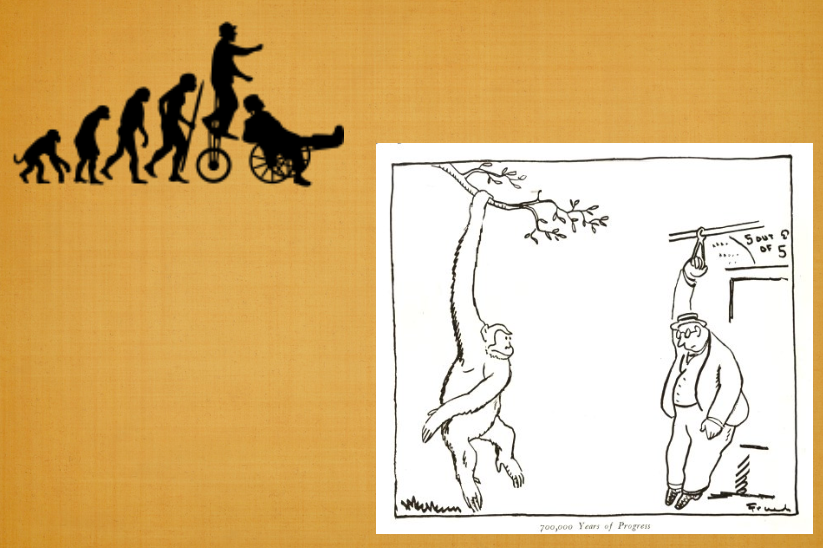 5 OUT
OF 5
700,000 Years of Progress